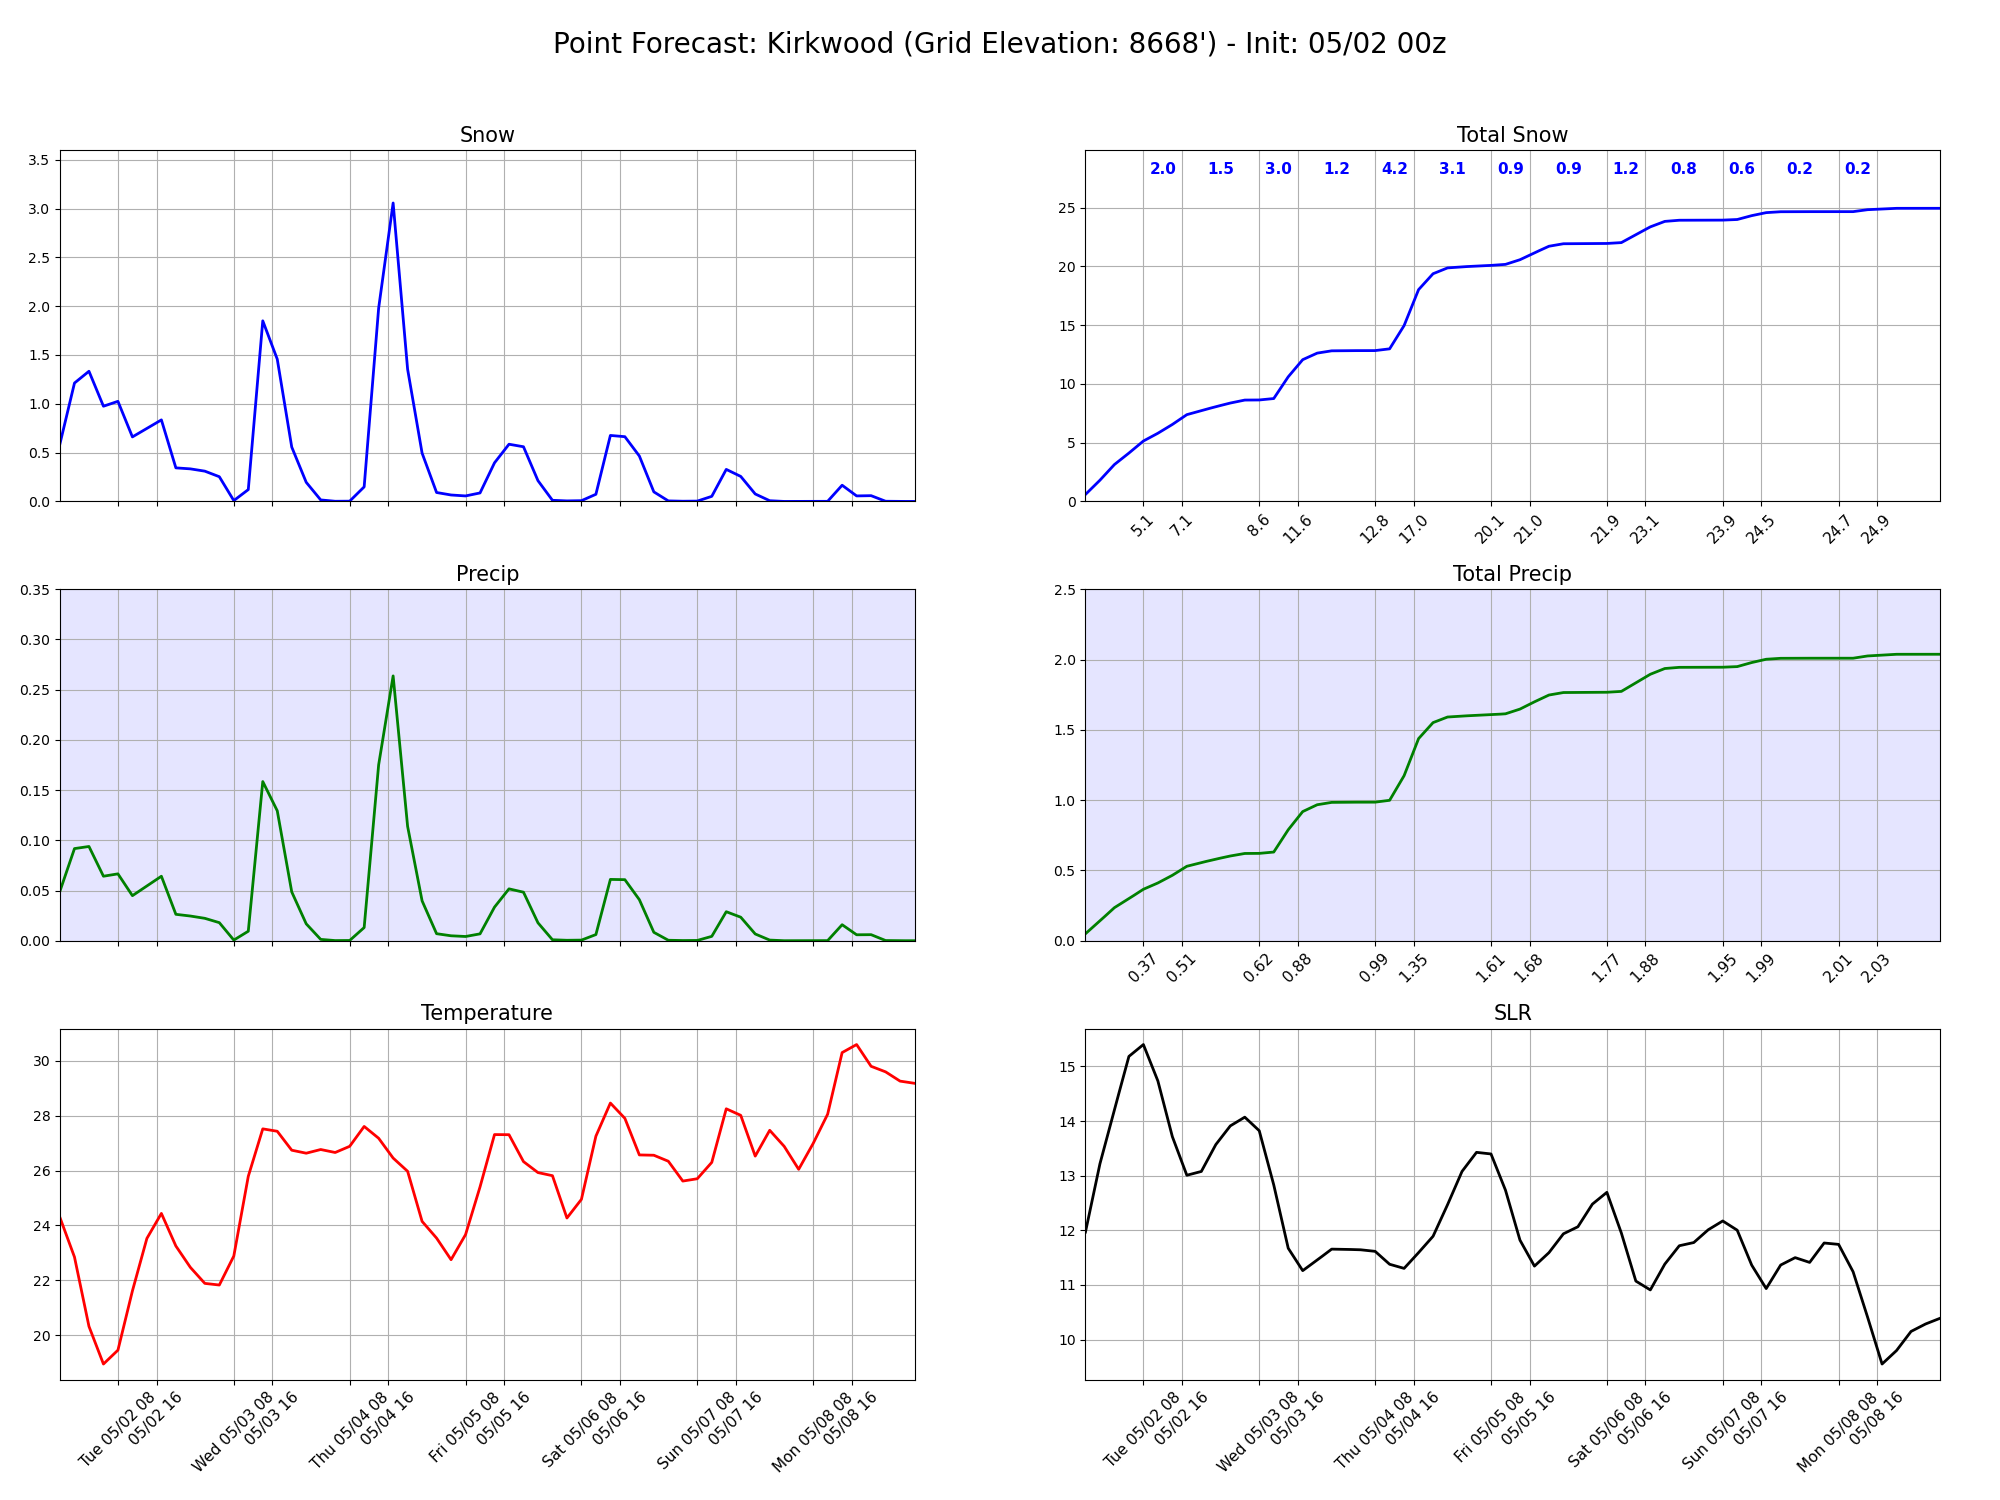 Point Forecast: Kirkwood (Grid Elevation: 8668') - Init: 05/02 00z
Snow
3.5
3.0
2.5
2.0
1.5
1.0
0.5
0.0
Total Snow
2.0 1.5 3.0 1.2 4.2 3.1 0.9 0.9 1.2 0.8 0.6 0.2 0.2
25
20
15
10
5
0
5.1 7.1 8.6 11.6 12.8 17.0 20.1 21.0 21.9 23.1 23.9 24.5 24.7 24.9
Precip
0.35
0.30
0.25
0.20
0.15
0.10
0.05
0.00
Total Precip
2.5
2.0
1.5
1.0
0.5
0.0
0.37 0.51 0.62 0.88 0.99 1.35 1.61 1.68 1.77 1.88 1.95 1.99 2.01 2.03
Temperature
30
28
26
24
22
20
Tue 05/02 08
05/02 16
Wed 05/03 08
05/03 16
Thu 05/04 08
05/04 16
Fri 05/05 08
05/05 16
Sat 05/06 08
05/06 16
Sun 05/07 08
05/07 16
Mon 05/08 08
05/08 16
SLR
15
14
13
12
11
10
Tue 05/02 08
05/02 16
Wed 05/03 08
05/03 16
Thu 05/04 08
05/04 16
Fri 05/05 08
05/05 16
Sat 05/06 08
05/06 16
Sun 05/07 08
05/07 16
Mon 05/08 08
05/08 16